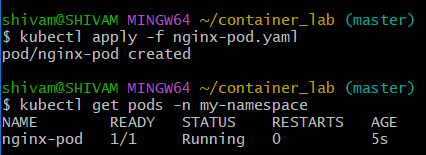 shivam@SHIVAM MINGW64 ~/container_lab (master)
$ kubectl apply -f nginx-pod.yaml
pod/nginx-pod created
shivam@SHIVAM MINGW64 ~/container_lab (master)
$ kubectl get pods -n my-namespace
NAME READY STATUS RESTARTS AGE
nginx-pod 1/1 Running 0 5s